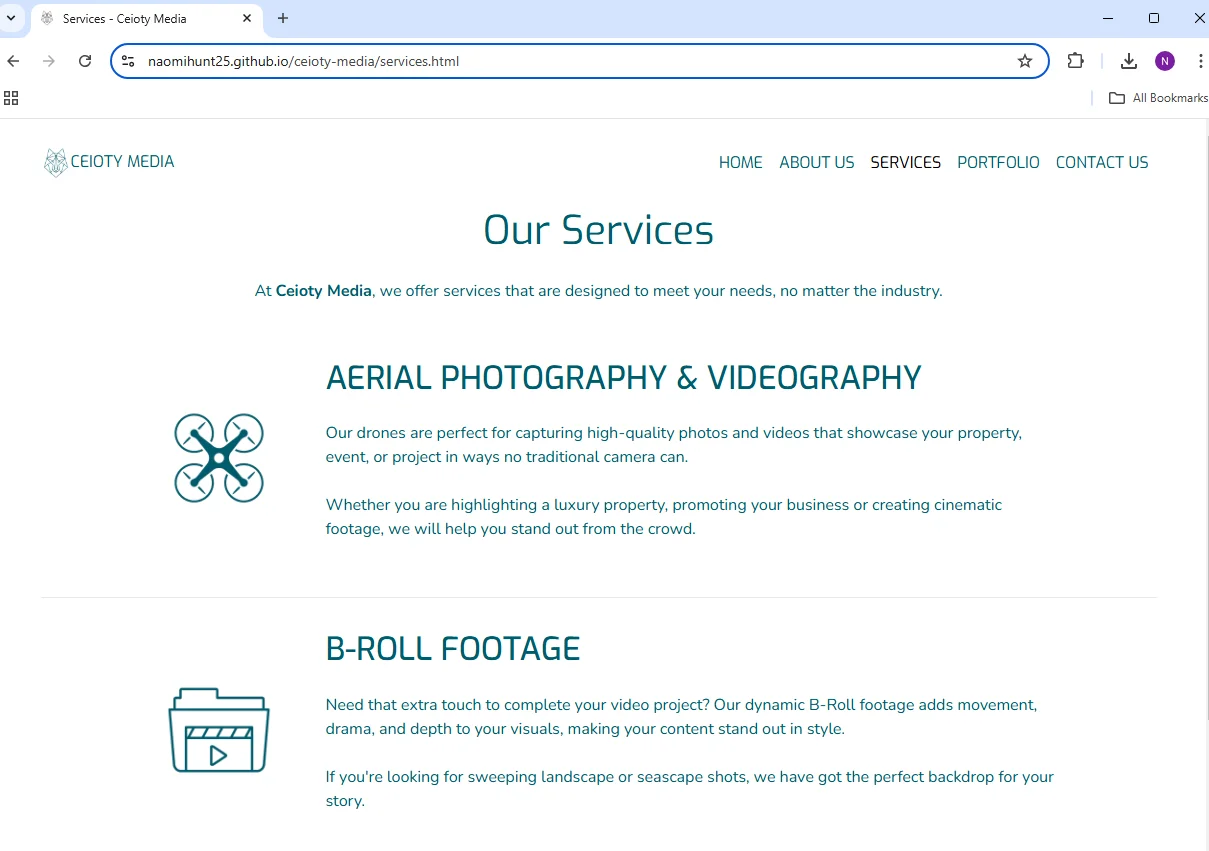 Services - Ceioty Media
naomihunt25.github.io/ceioty-media/services.html
N
All Bookmarks
CEIOTY MEDIA
HOME ABOUT US SERVICES PORTFOLIO CONTACT US
Our Services
At Ceioty Media, we offer services that are designed to meet your needs, no matter the industry.
AERIAL PHOTOGRAPHY & VIDEOGRAPHY
Our drones are perfect for capturing high-quality photos and videos that showcase your property,
event, or project in ways no traditional camera can.
Whether you are highlighting a luxury property, promoting your business or creating cinematic
footage, we will help you stand out from the crowd.
B-ROLL FOOTAGE
Need that extra touch to complete your video project? Our dynamic B-Roll footage adds movement,
drama, and depth to your visuals, making your content stand out in style.
If you're looking for sweeping landscape or seascape shots, we have got the perfect backdrop for your
story.